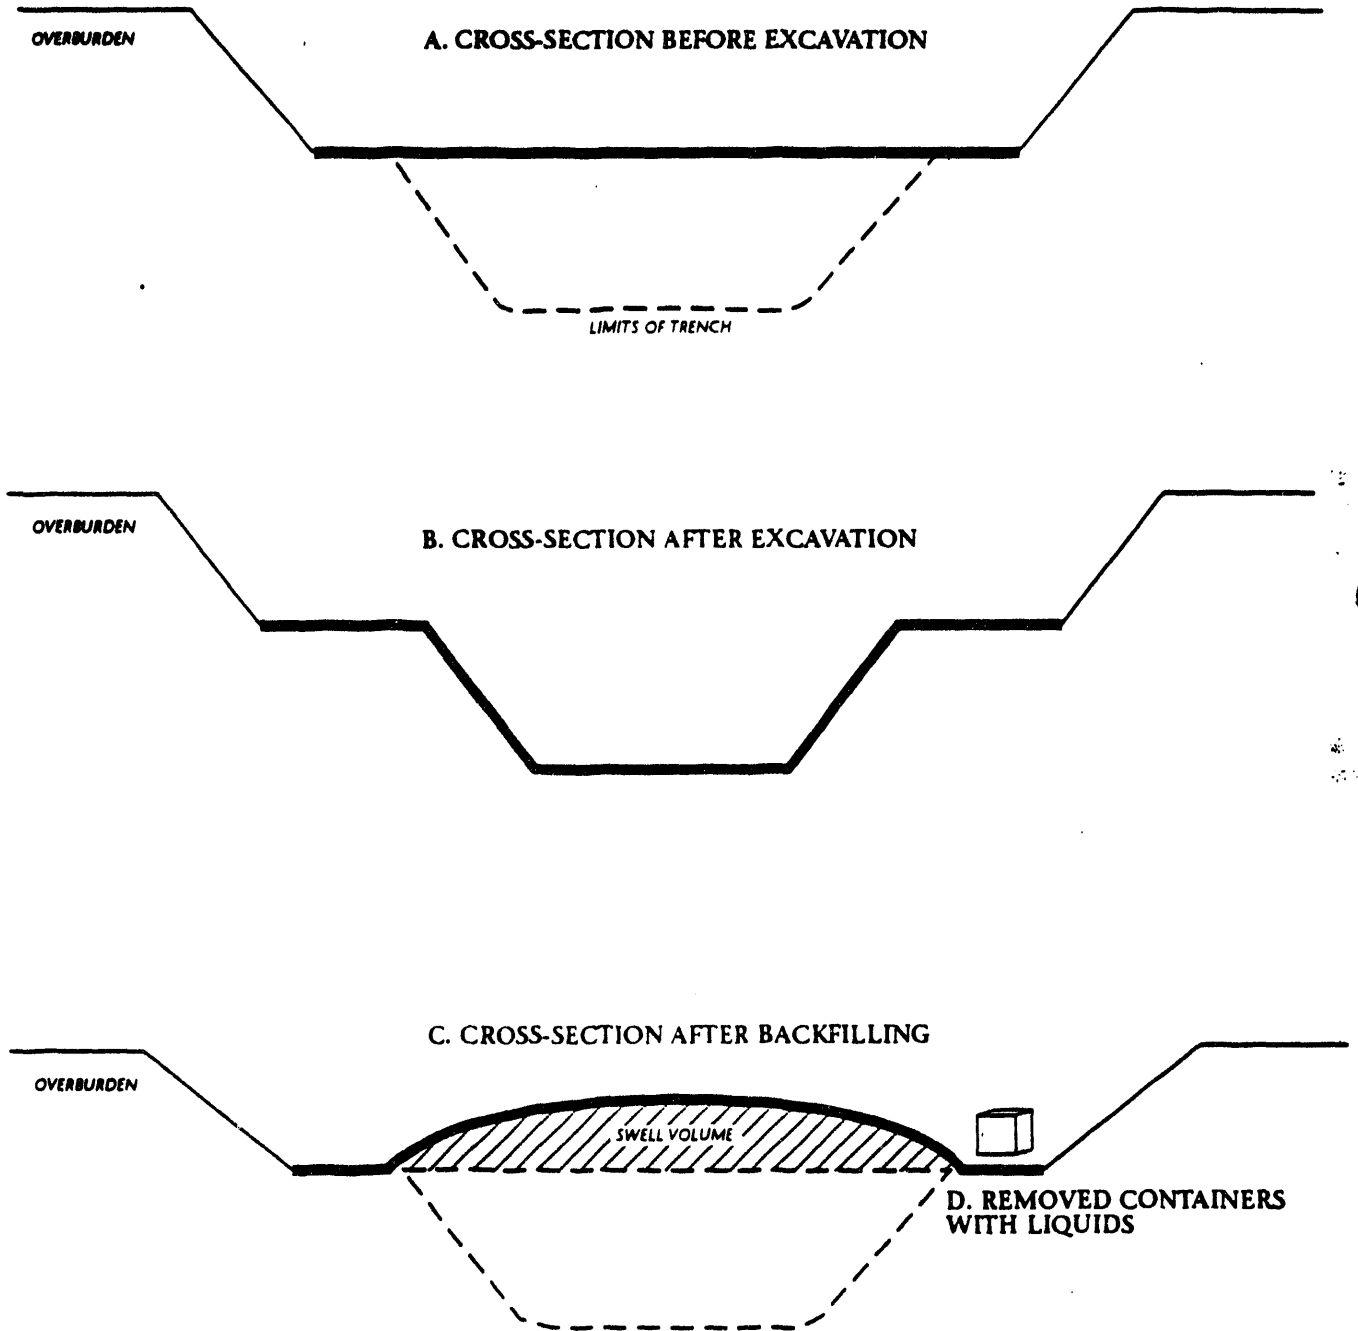 OVERBURDEN
A. CROSS-SECTION BEFORE EXCAVATION
LIMITS OF TRENCH
OVERBURDEN
B. CROSS-SECTION AFTER EXCAVATION
C. CROSS-SECTION AFTER BACKFILLING
OVERBURDEN
SWELL VOLUME
D. REMOVED CONTAINERS
WITH LIQUIDS